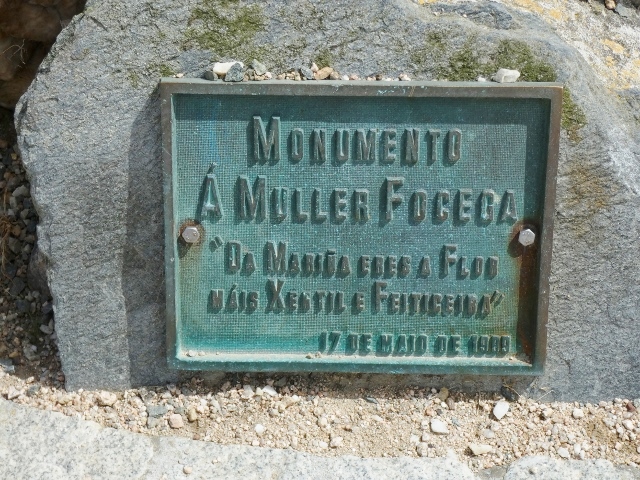 MONUMENTO
Á MULLER FOCEGA
"DA MARIÑA ERES A FLOR
MÁIS XENTIL E FEITICEIRA"
17 DE MAIO DE 1989